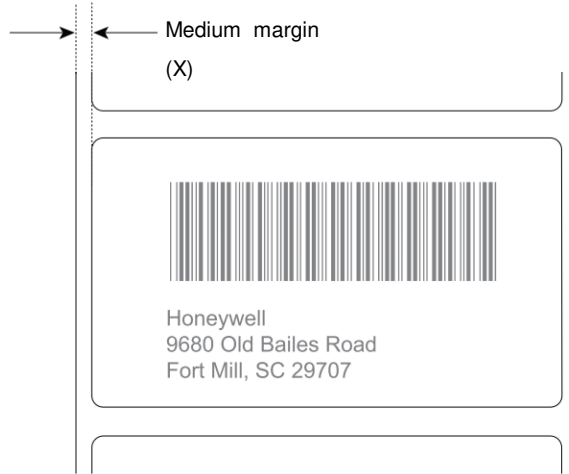 Medium margin
(X)
Honeywell
9680 Old Bailes Road
Fort Mill, SC 29707